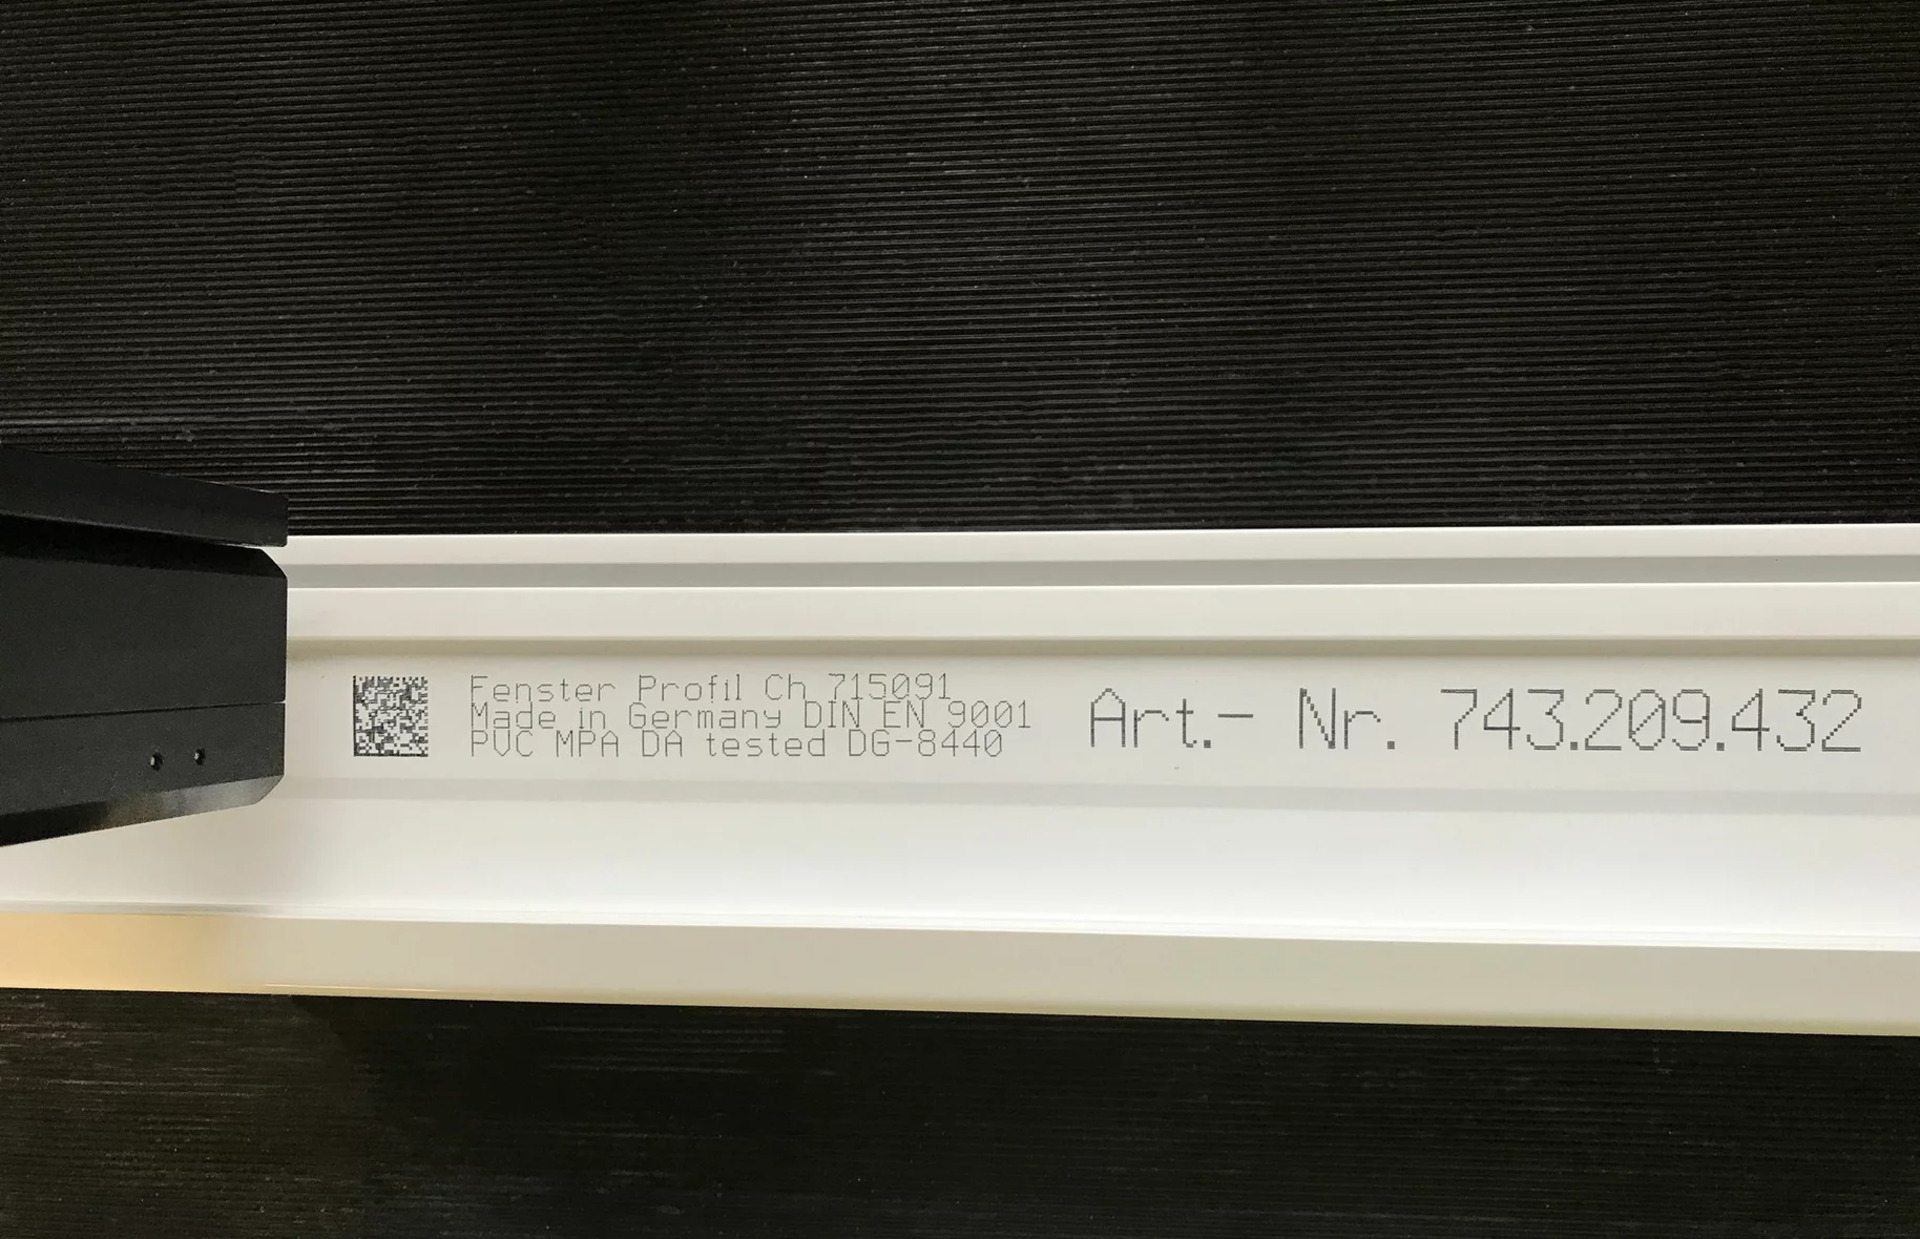 Fenster Profil Ch 715091
Made in Germany DIN EN 9001
PVC MPA DA tested DG-8440
Art.- Nr. 743.209.432